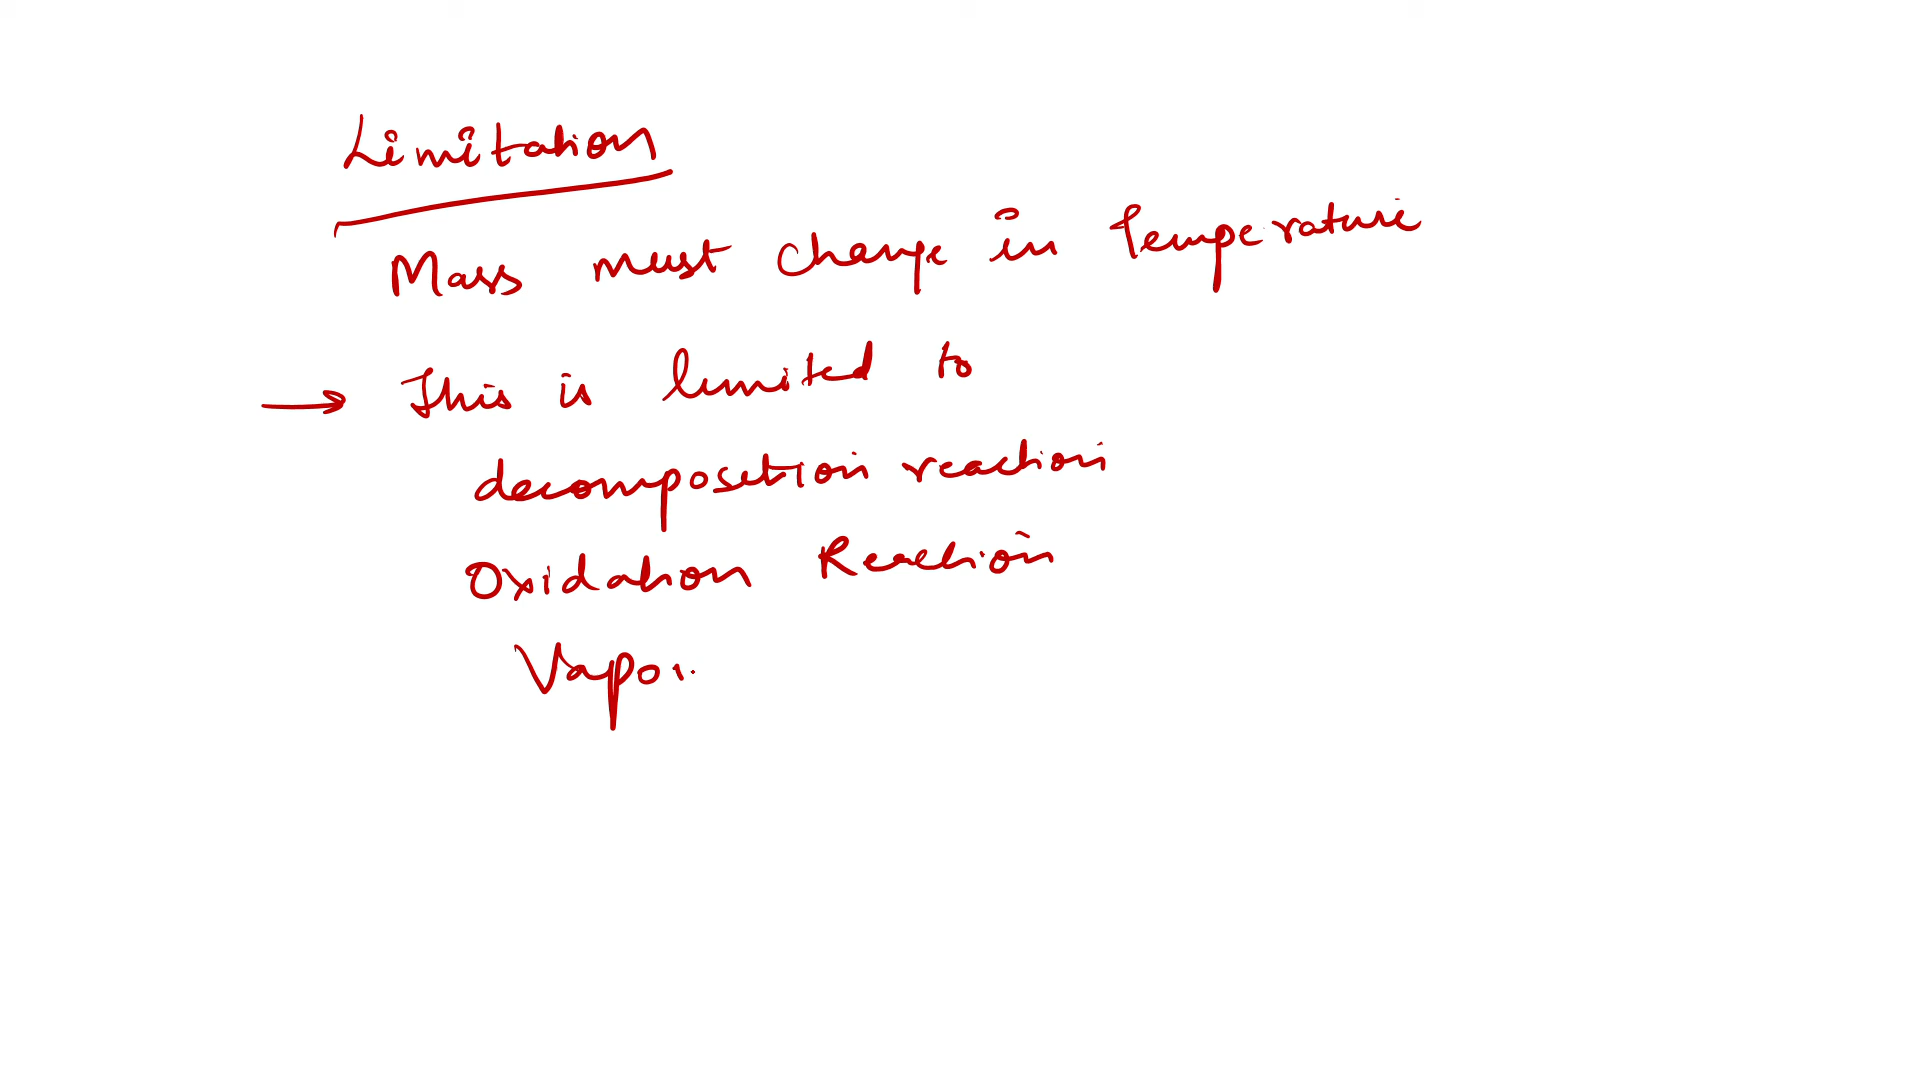 Limitation
Mass must change in Temperature
→ This is limited to
decomposition reaction
Oxidation Reaction
Vapor